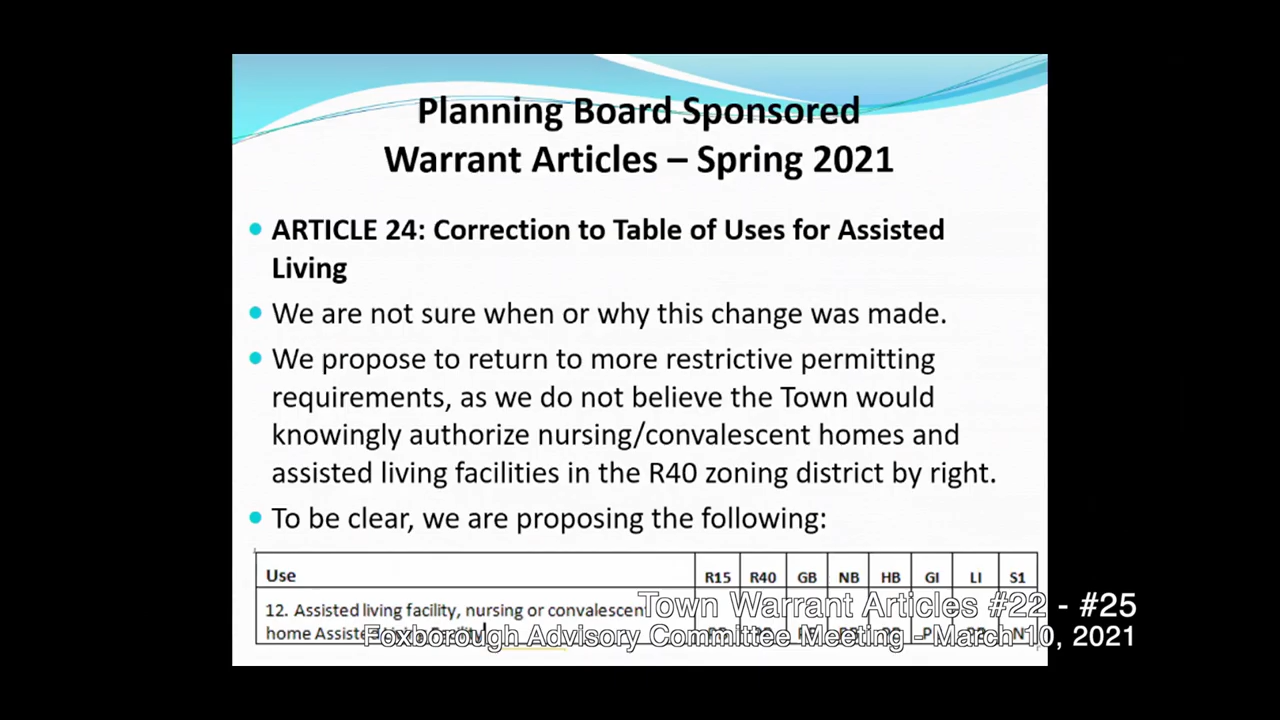 Planning Board Sponsored
Warrant Articles – Spring 2021
• ARTICLE 24: Correction to Table of Uses for Assisted
Living
• We are not sure when or why this change was made.
• We propose to return to more restrictive permitting
requirements, as we do not believe the Town would
knowingly authorize nursing/convalescent homes and
assisted living facilities in the R40 zoning district by right.
• To be clear, we are proposing the following:
Use R15 R40 GB NB HB GI LI S1
12. Assisted living facility, nursing or convalescent
home Assisted
Town Warrant Articles #22 - #25
Foxborough Advisory Committee Meeting - March 10, 2021